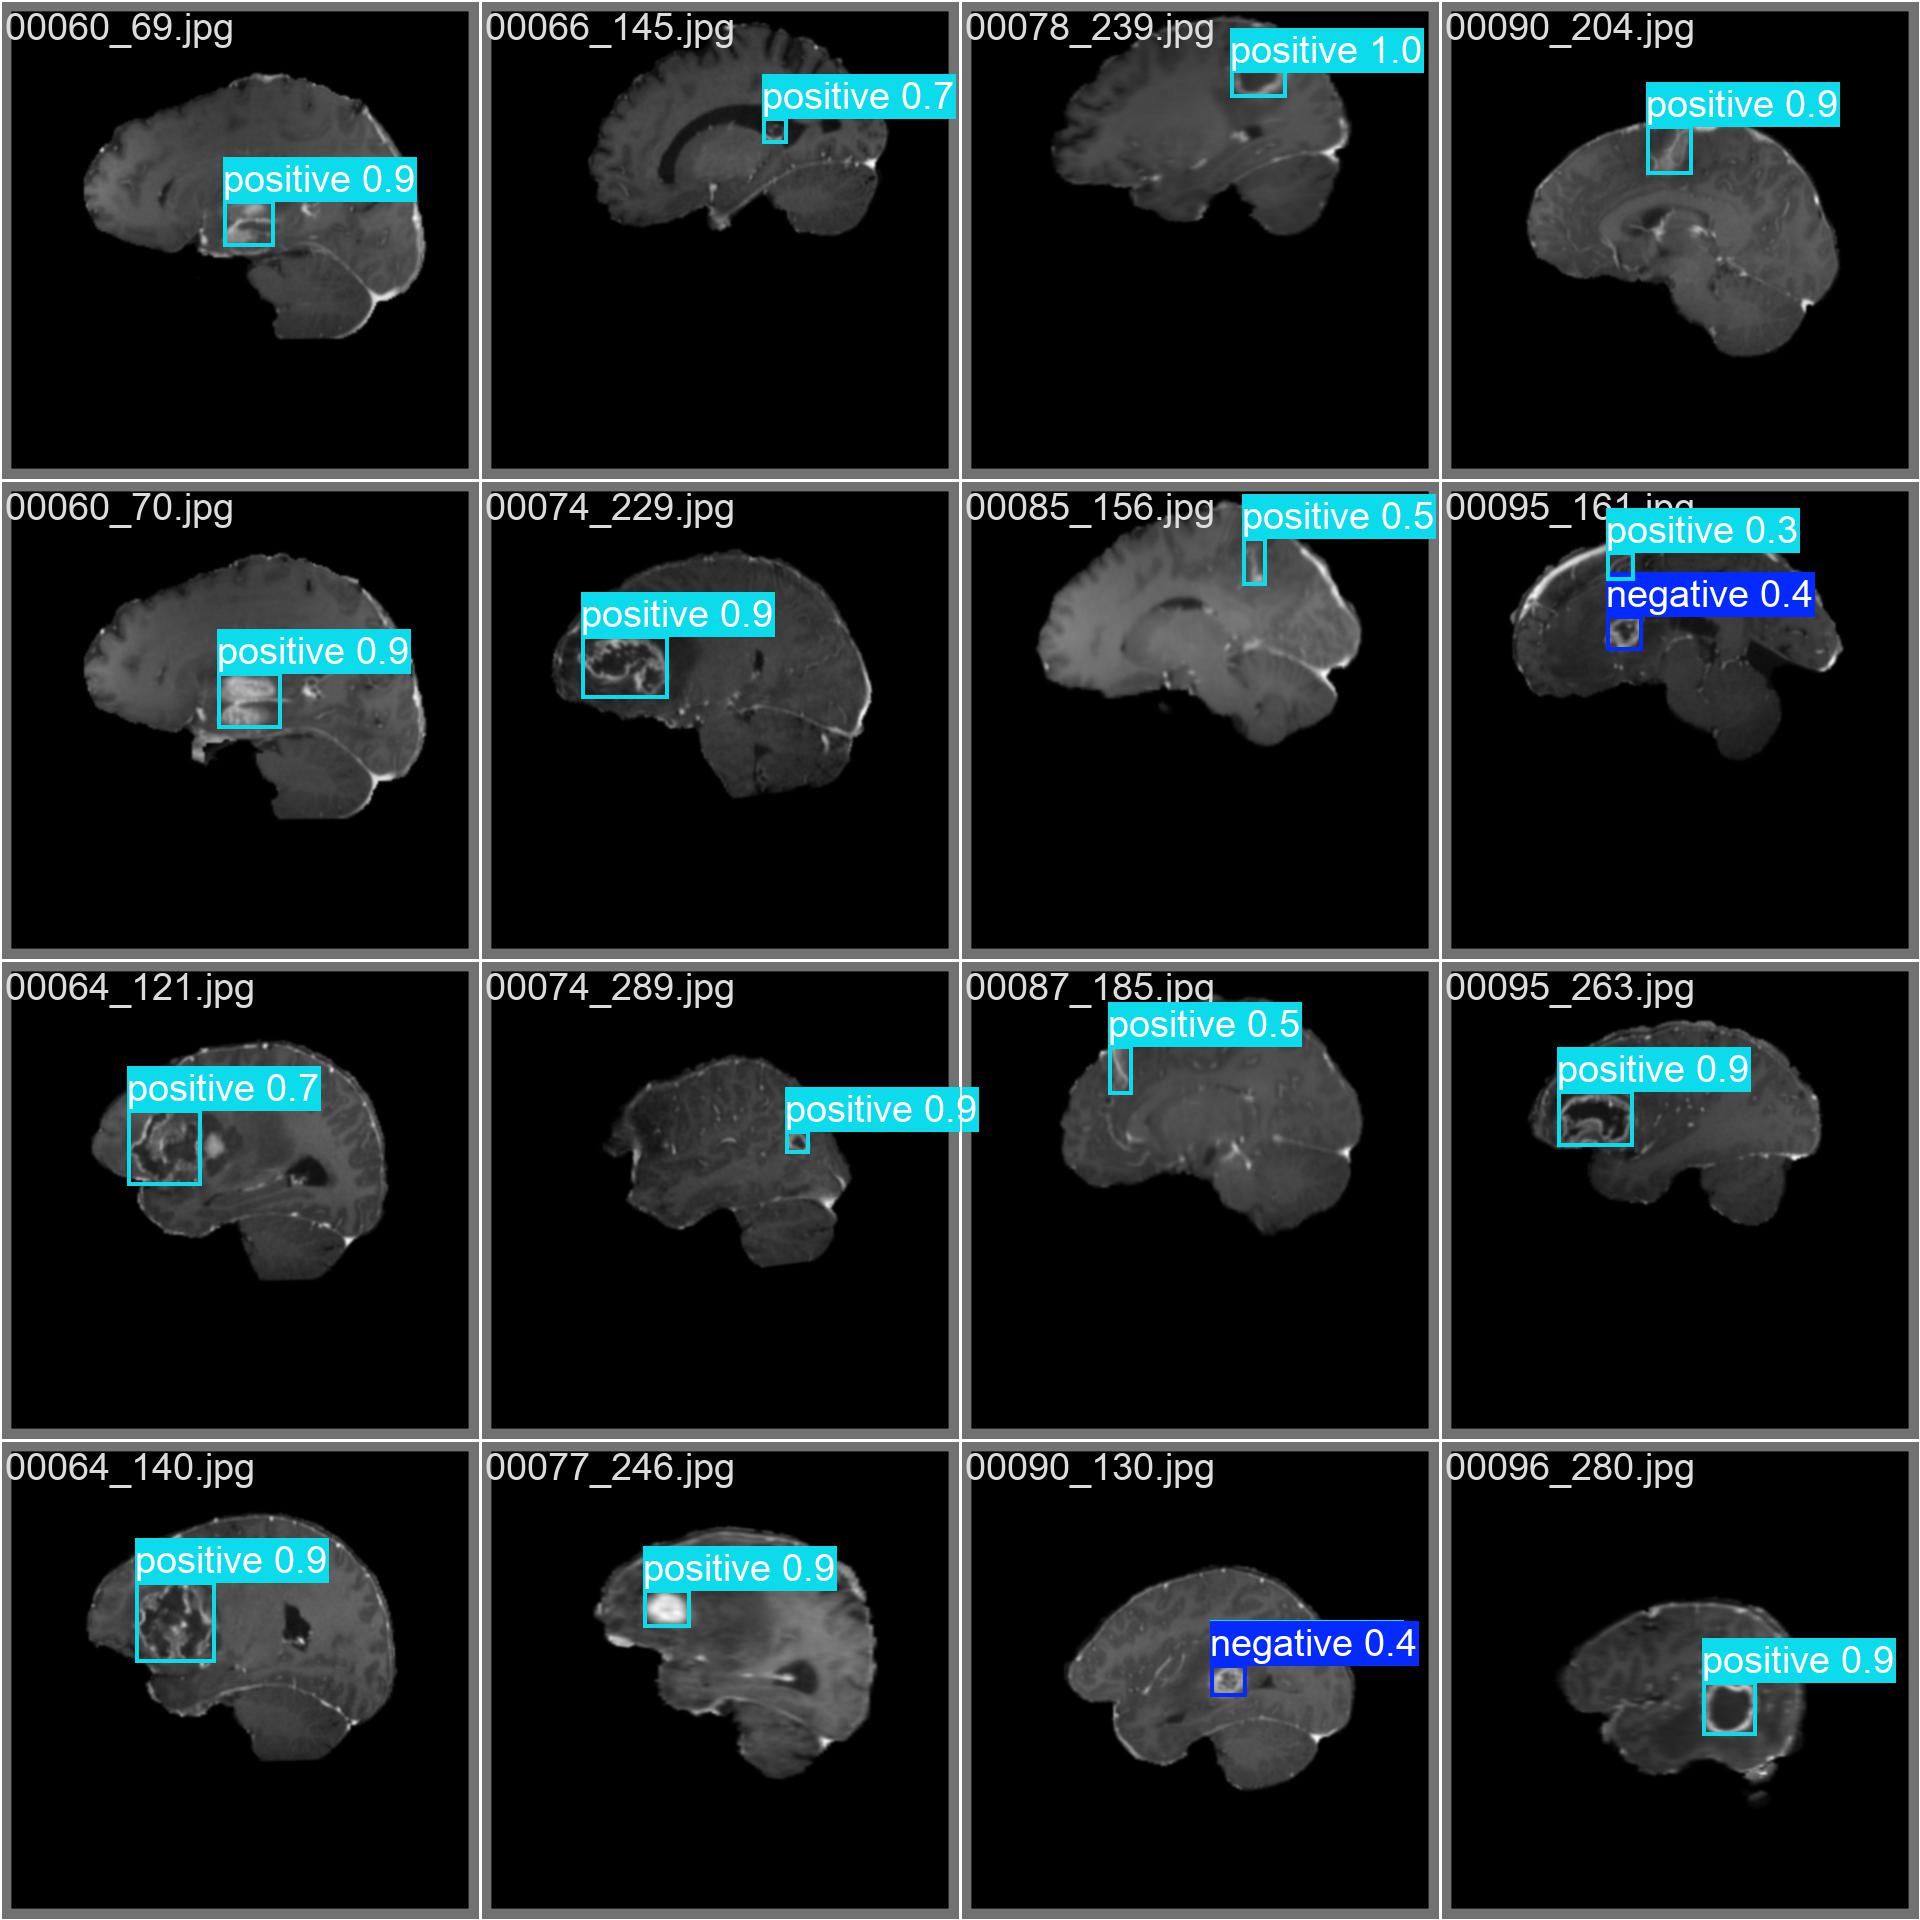 00060_69.jpg
positive 0.9
00066_145.jpg
positive 0.7
00078_239.jpg
positive 1.0
00090_204.jpg
positive 0.9
00060_70.jpg
positive 0.9
00074_229.jpg
positive 0.9
00085_156.jpg
positive 0.5
00095_161.jpg
positive 0.3
negative 0.4
00064_121.jpg
positive 0.7
00074_289.jpg
positive 0.9
00087_185.jpg
positive 0.5
00095_263.jpg
positive 0.9
00064_140.jpg
positive 0.9
00077_246.jpg
positive 0.9
00090_130.jpg
negative 0.4
00096_280.jpg
positive 0.9